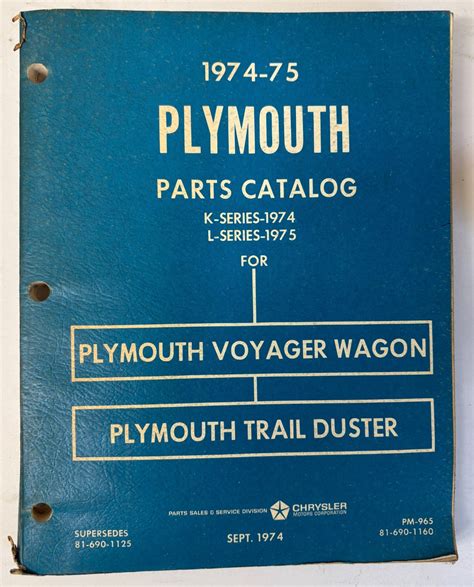 1974-75
PLYMOUTH
PARTS CATALOG
K-SERIES-1974
L-SERIES-1975
FOR
PLYMOUTH VOYAGER WAGON
PLYMOUTH TRAIL DUSTER
PARTS SALES & SERVICE DIVISION CHRYSLER
MOTORS CORPORATION
SUPERSEDES
81-690-1125
SEPT. 1974
PM-965
81-690-1160